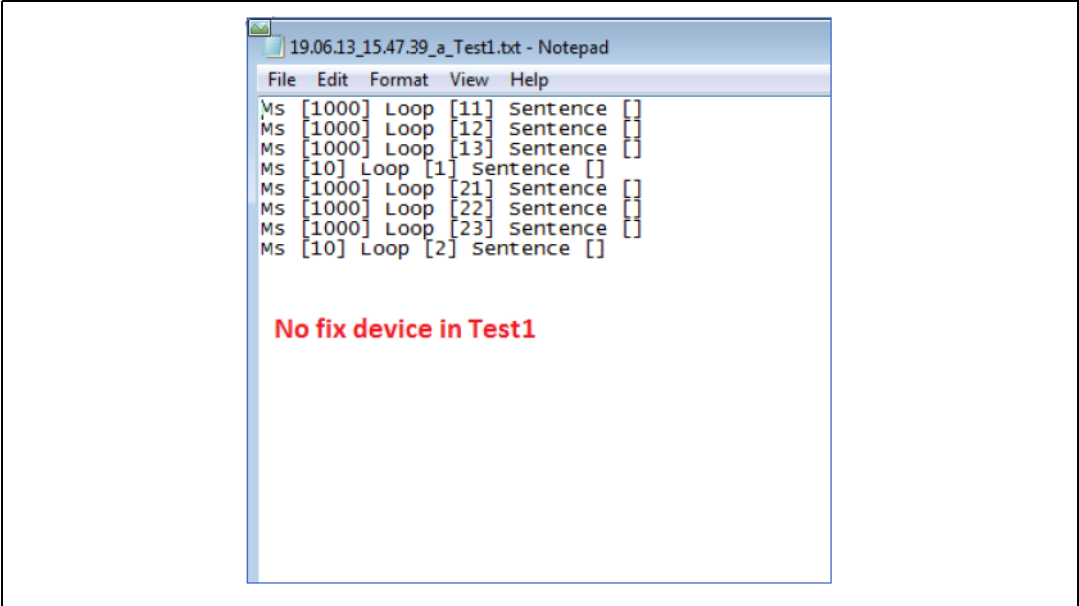 19.06.13_15.47.39_a_Test1.txt - Notepad
File Edit Format View Help
Ms [1000] Loop [11] Sentence []
Ms [1000] Loop [12] Sentence []
Ms [1000] Loop [13] Sentence []
Ms [10] Loop [1] Sentence []
Ms [1000] Loop [21] Sentence []
Ms [1000] Loop [22] Sentence []
Ms [1000] Loop [23] Sentence []
Ms [10] Loop [2] Sentence []
No fix device in Test1